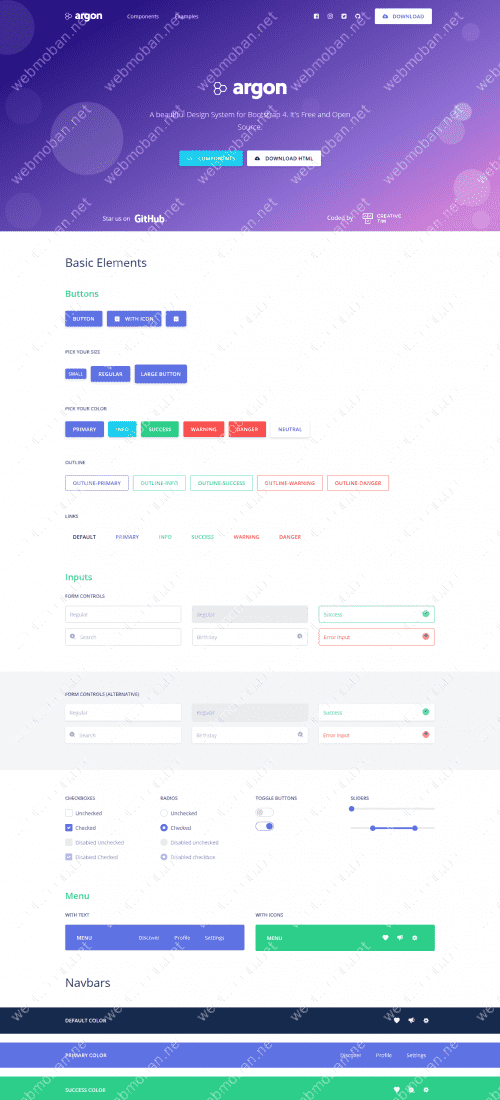 argon
Components
Examples
DOWNLOAD
argon
A beautiful Design System for Bootstrap 4. It's Free and Open
Source.
COMPONENTS
DOWNLOAD HTML
Star us on GitHub
Coded by CREATIVE TIM
Basic Elements
Buttons
BUTTON
WITH ICON
PICK YOUR SIZE
SMALL
REGULAR
LARGE BUTTON
PICK YOUR COLOR
PRIMARY
INFO
SUCCESS
WARNING
DANGER
NEUTRAL
OUTLINE
OUTLINE-PRIMARY
OUTLINE-INFO
OUTLINE-SUCCESS
OUTLINE-WARNING
OUTLINE-DANGER
LINKS
DEFAULT
PRIMARY
INFO
SUCCESS
WARNING
DANGER
Inputs
FORM CONTROLS
Regular
Regular
Success
Search
Birthday
Error Input
FORM CONTROLS (ALTERNATIVE)
Regular
Regular
Success
Search
Birthday
Error Input
CHECKBOXES
RADIOS
TOGGLE BUTTONS
SLIDERS
Unchecked
Unchecked
Checked
Checked
Disabled Unchecked
Disabled unchecked
Disabled Checked
Disabled checkbox
Menu
WITH TEXT
WITH ICONS
MENU
Discover
Profile
Settings
MENU
Navbars
DEFAULT COLOR
PRIMARY COLOR
Discover
Profile
Settings
SUCCESS COLOR
webmoban.net